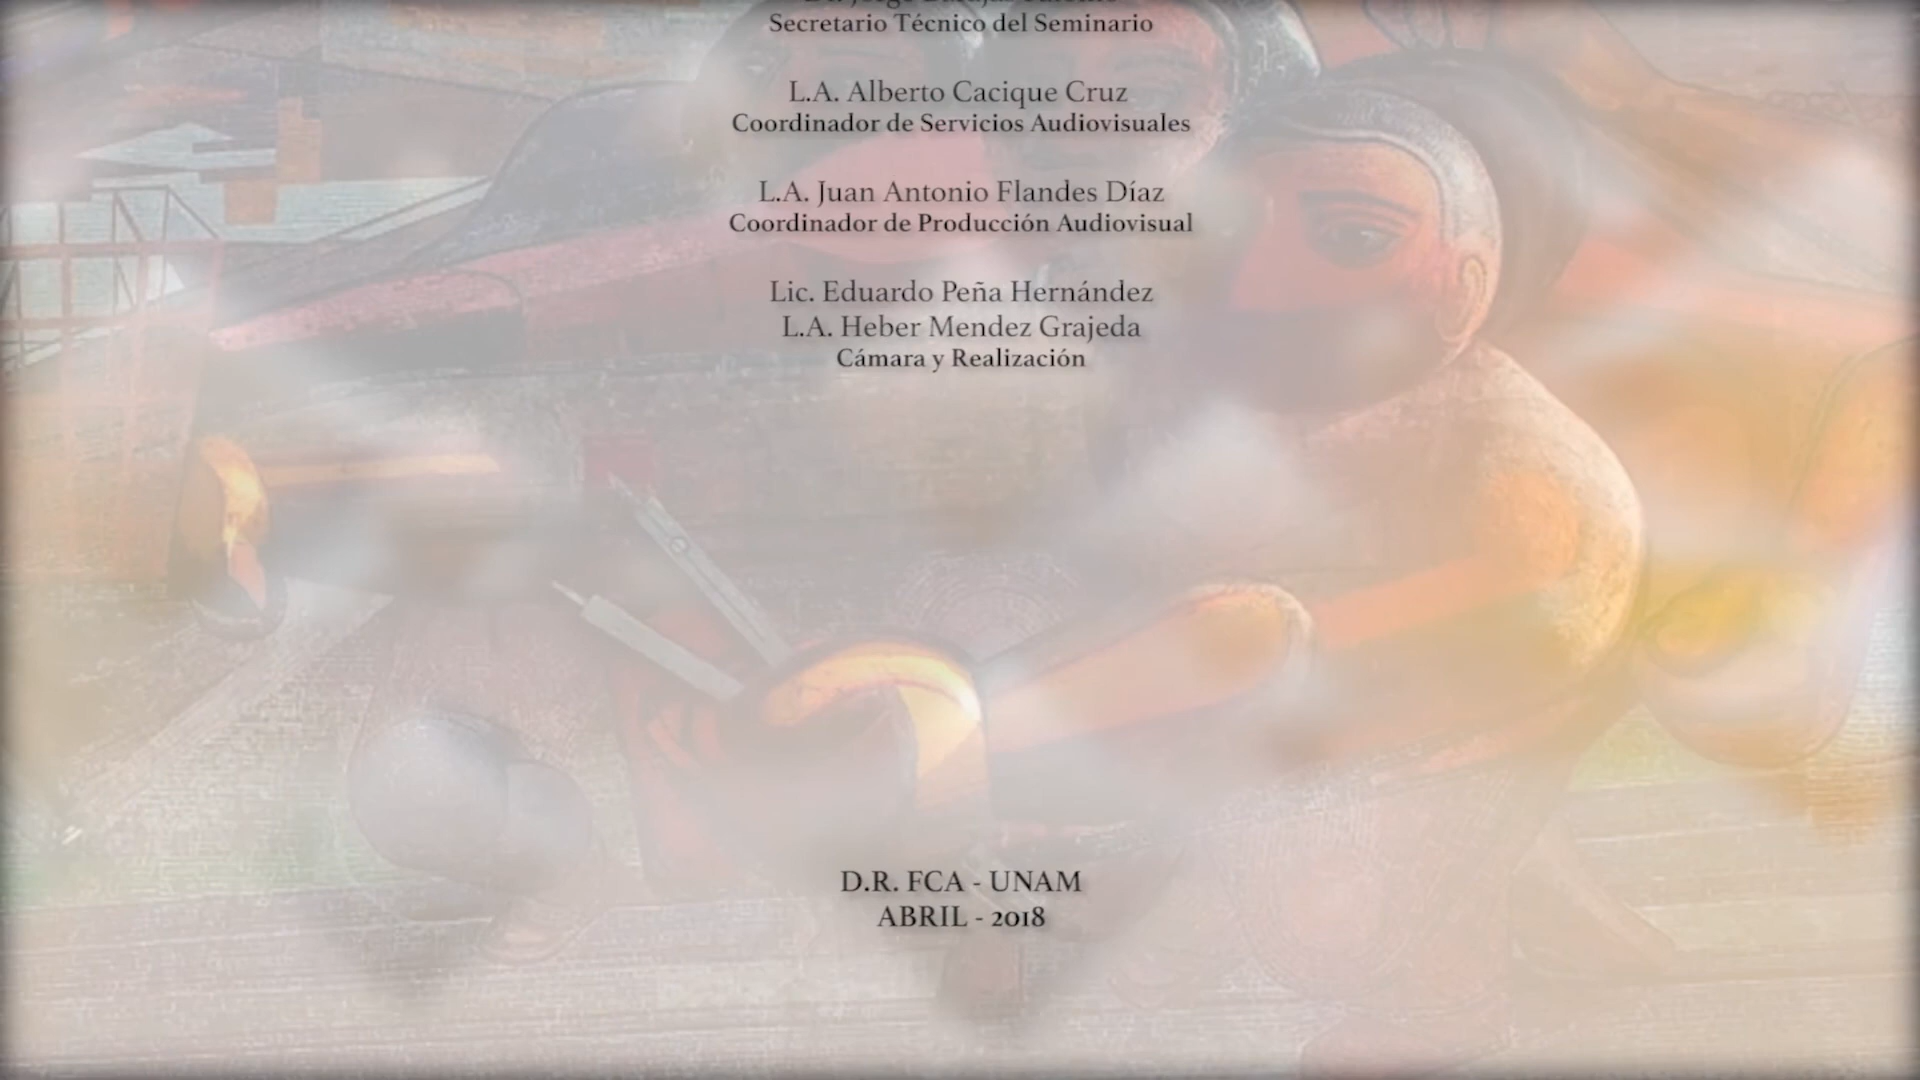 Secretario Técnico del Seminario
L.A. Alberto Cacique Cruz
Coordinador de Servicios Audiovisuales
L.A. Juan Antonio Flandes Díaz
Coordinador de Producción Audiovisual
Lic. Eduardo Peña Hernández
L.A. Heber Mendez Grajeda
Cámara y Realización
D.R. FCA - UNAM
ABRIL - 2018